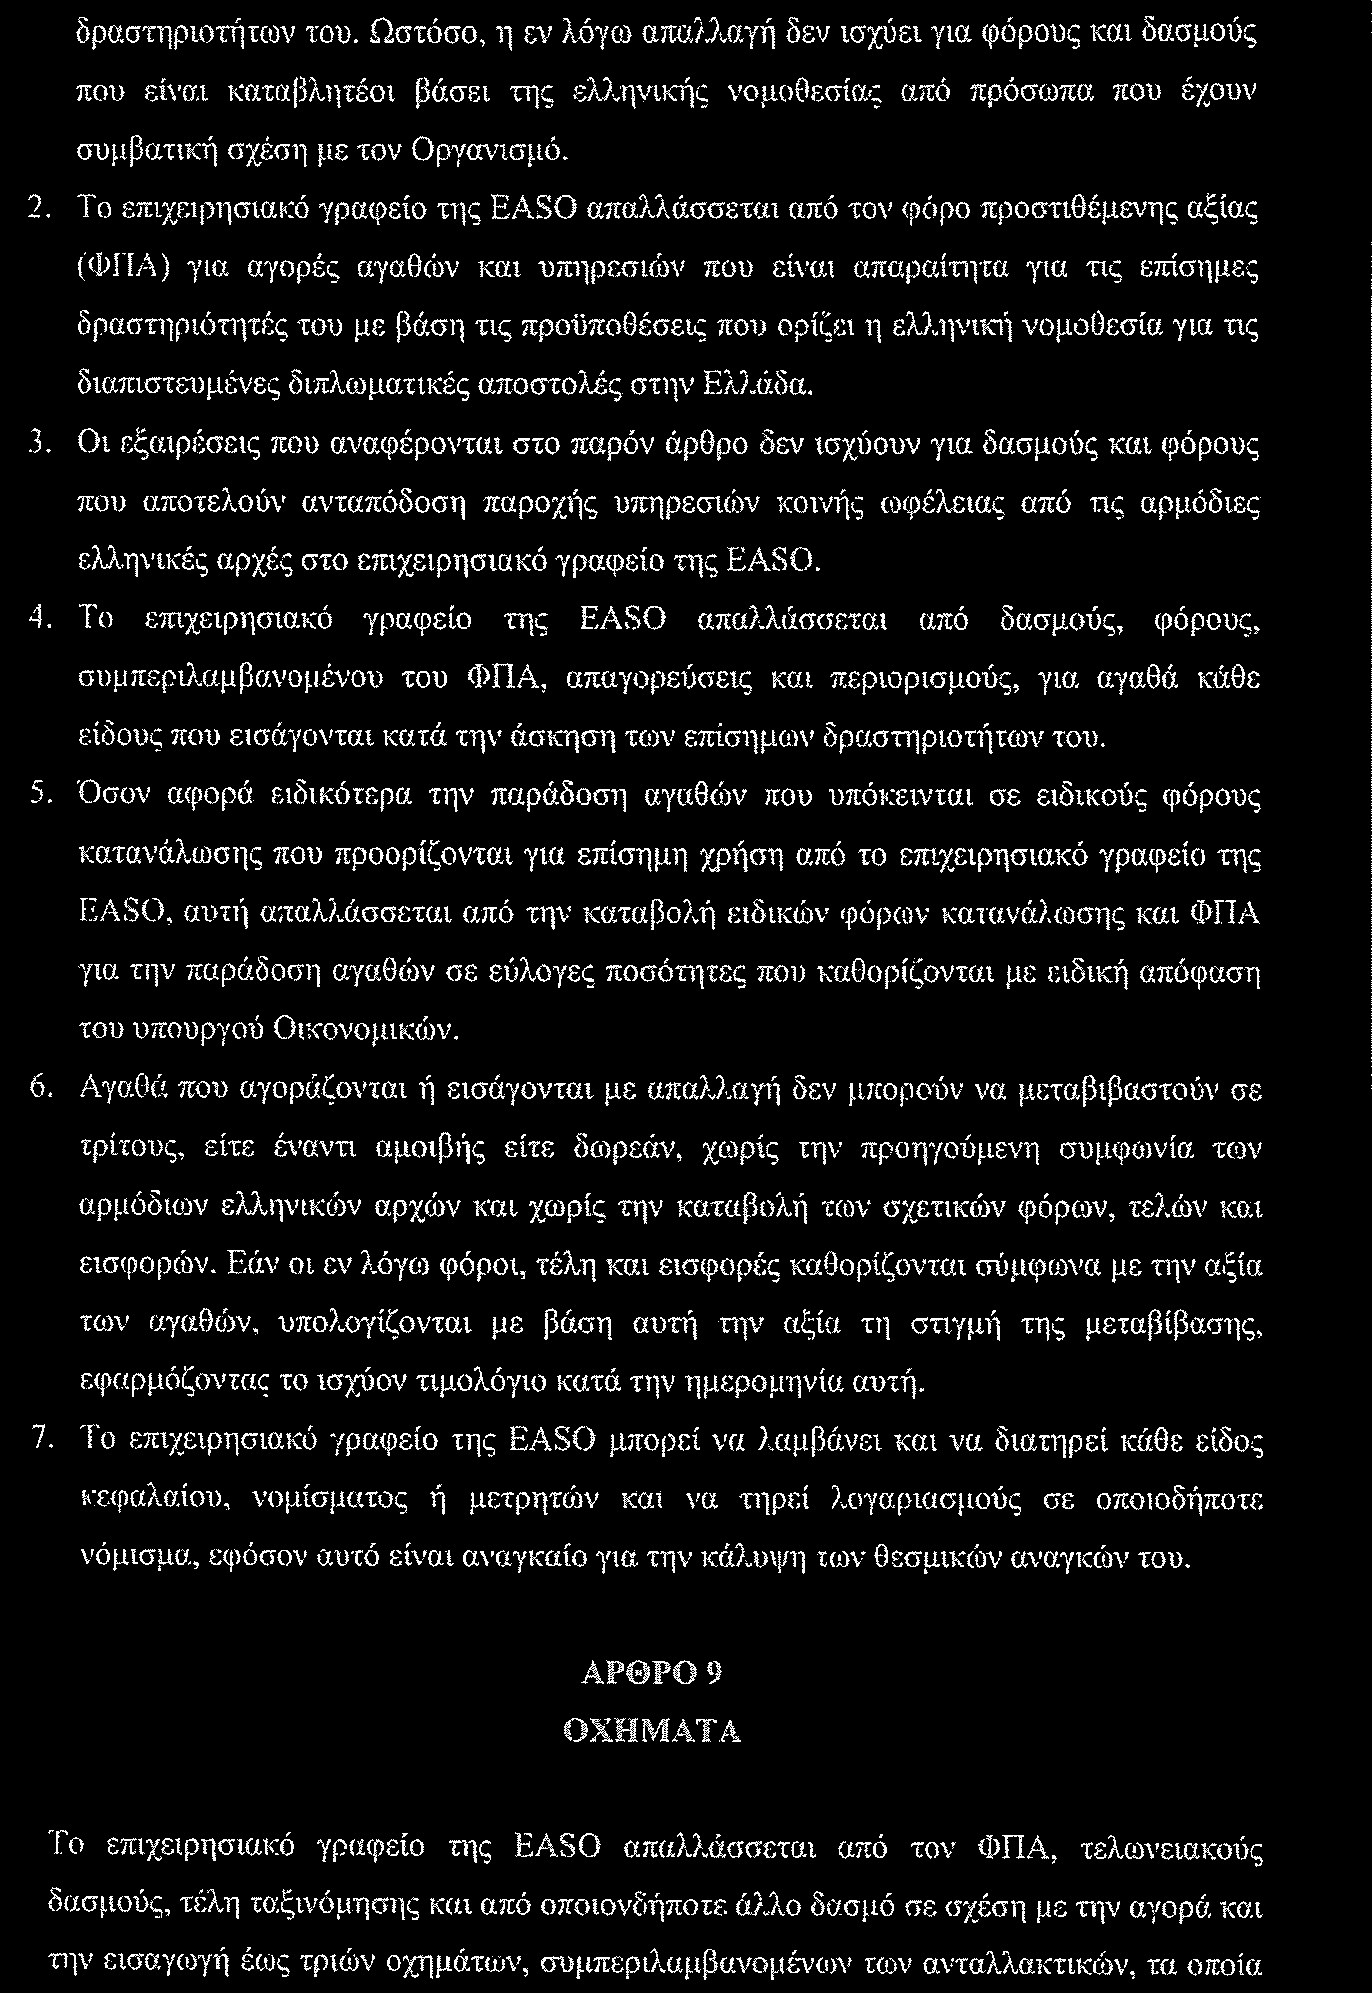 δραστηριοτήτων του. Ωστόσο, η εν λόγω απαλλαγή δεν ισχύει για φόρους και δασμούς
που είναι καταβλητέοι βάσει της ελληνικής νομοθεσίας από πρόσωπα που έχουν
συμβατική σχέση με τον Οργανισμό.
2. Το επιχειρησιακό γραφείο της EASO απαλλάσσεται από τον φόρο προστιθέμενης αξίας
(ΦΠΑ) για αγορές αγαθών και υπηρεσιών που είναι απαραίτητα για τις επίσημες
δραστηριότητές του με βάση τις προϋποθέσεις που ορίζει η ελληνική νομοθεσία για τις
διαπιστευμένες διπλωματικές αποστολές στην Ελλάδα.
3. Οι εξαιρέσεις που αναφέρονται στο παρόν άρθρο δεν ισχύουν για δασμούς και φόρους
που αποτελούν ανταπόδοση παροχής υπηρεσιών κοινής ωφέλειας από τις αρμόδιες
ελληνικές αρχές στο επιχειρησιακό γραφείο της EASO.
4. Το επιχειρησιακό γραφείο της EASO απαλλάσσεται από δασμούς, φόρους,
συμπεριλαμβανομένου του ΦΠΑ, απαγορεύσεις και περιορισμούς, για αγαθά κάθε
είδους που εισάγονται κατά την άσκηση των επίσημων δραστηριοτήτων του.
5. Όσον αφορά ειδικότερα την παράδοση αγαθών που υπόκεινται σε ειδικούς φόρους
κατανάλωσης που προορίζονται για επίσημη χρήση από το επιχειρησιακό γραφείο της
EASO, αυτή απαλλάσσεται από την καταβολή ειδικών φόρων κατανάλωσης και ΦΠΑ
για την παράδοση αγαθών σε εύλογες ποσότητες που καθορίζονται με ειδική απόφαση
του υπουργού Οικονομικών.
6. Αγαθά που αγοράζονται ή εισάγονται με απαλλαγή δεν μπορούν να μεταβιβαστούν σε
τρίτους, είτε έναντι αμοιβής είτε δωρεάν, χωρίς την προηγούμενη συμφωνία των
αρμόδιων ελληνικών αρχών και χωρίς την καταβολή των σχετικών φόρων, τελών και
εισφορών. Εάν οι εν λόγω φόροι, τέλη και εισφορές καθορίζονται σύμφωνα με την αξία
των αγαθών, υπολογίζονται με βάση αυτή την αξία τη στιγμή της μεταβίβασης,
εφαρμόζοντας το ισχύον τιμολόγιο κατά την ημερομηνία αυτή.
7. Το επιχειρησιακό γραφείο της EASO μπορεί να λαμβάνει και να διατηρεί κάθε είδος
κεφαλαίου, νομίσματος ή μετρητών και να τηρεί λογαριασμούς σε οποιοδήποτε
νόμισμα, εφόσον αυτό είναι αναγκαίο για την κάλυψη των θεσμικών αναγκών του.
ΑΡΘΡΟ 9
ΟΧΗΜΑΤΑ
Το επιχειρησιακό γραφείο της EASO απαλλάσσεται από τον ΦΠΑ, τελωνειακούς
δασμούς, τέλη ταξινόμησης και από οποιονδήποτε άλλο δασμό σε σχέση με την αγορά και
την εισαγωγή έως τριών οχημάτων, συμπεριλαμβανομένων των ανταλλακτικών, τα οποία